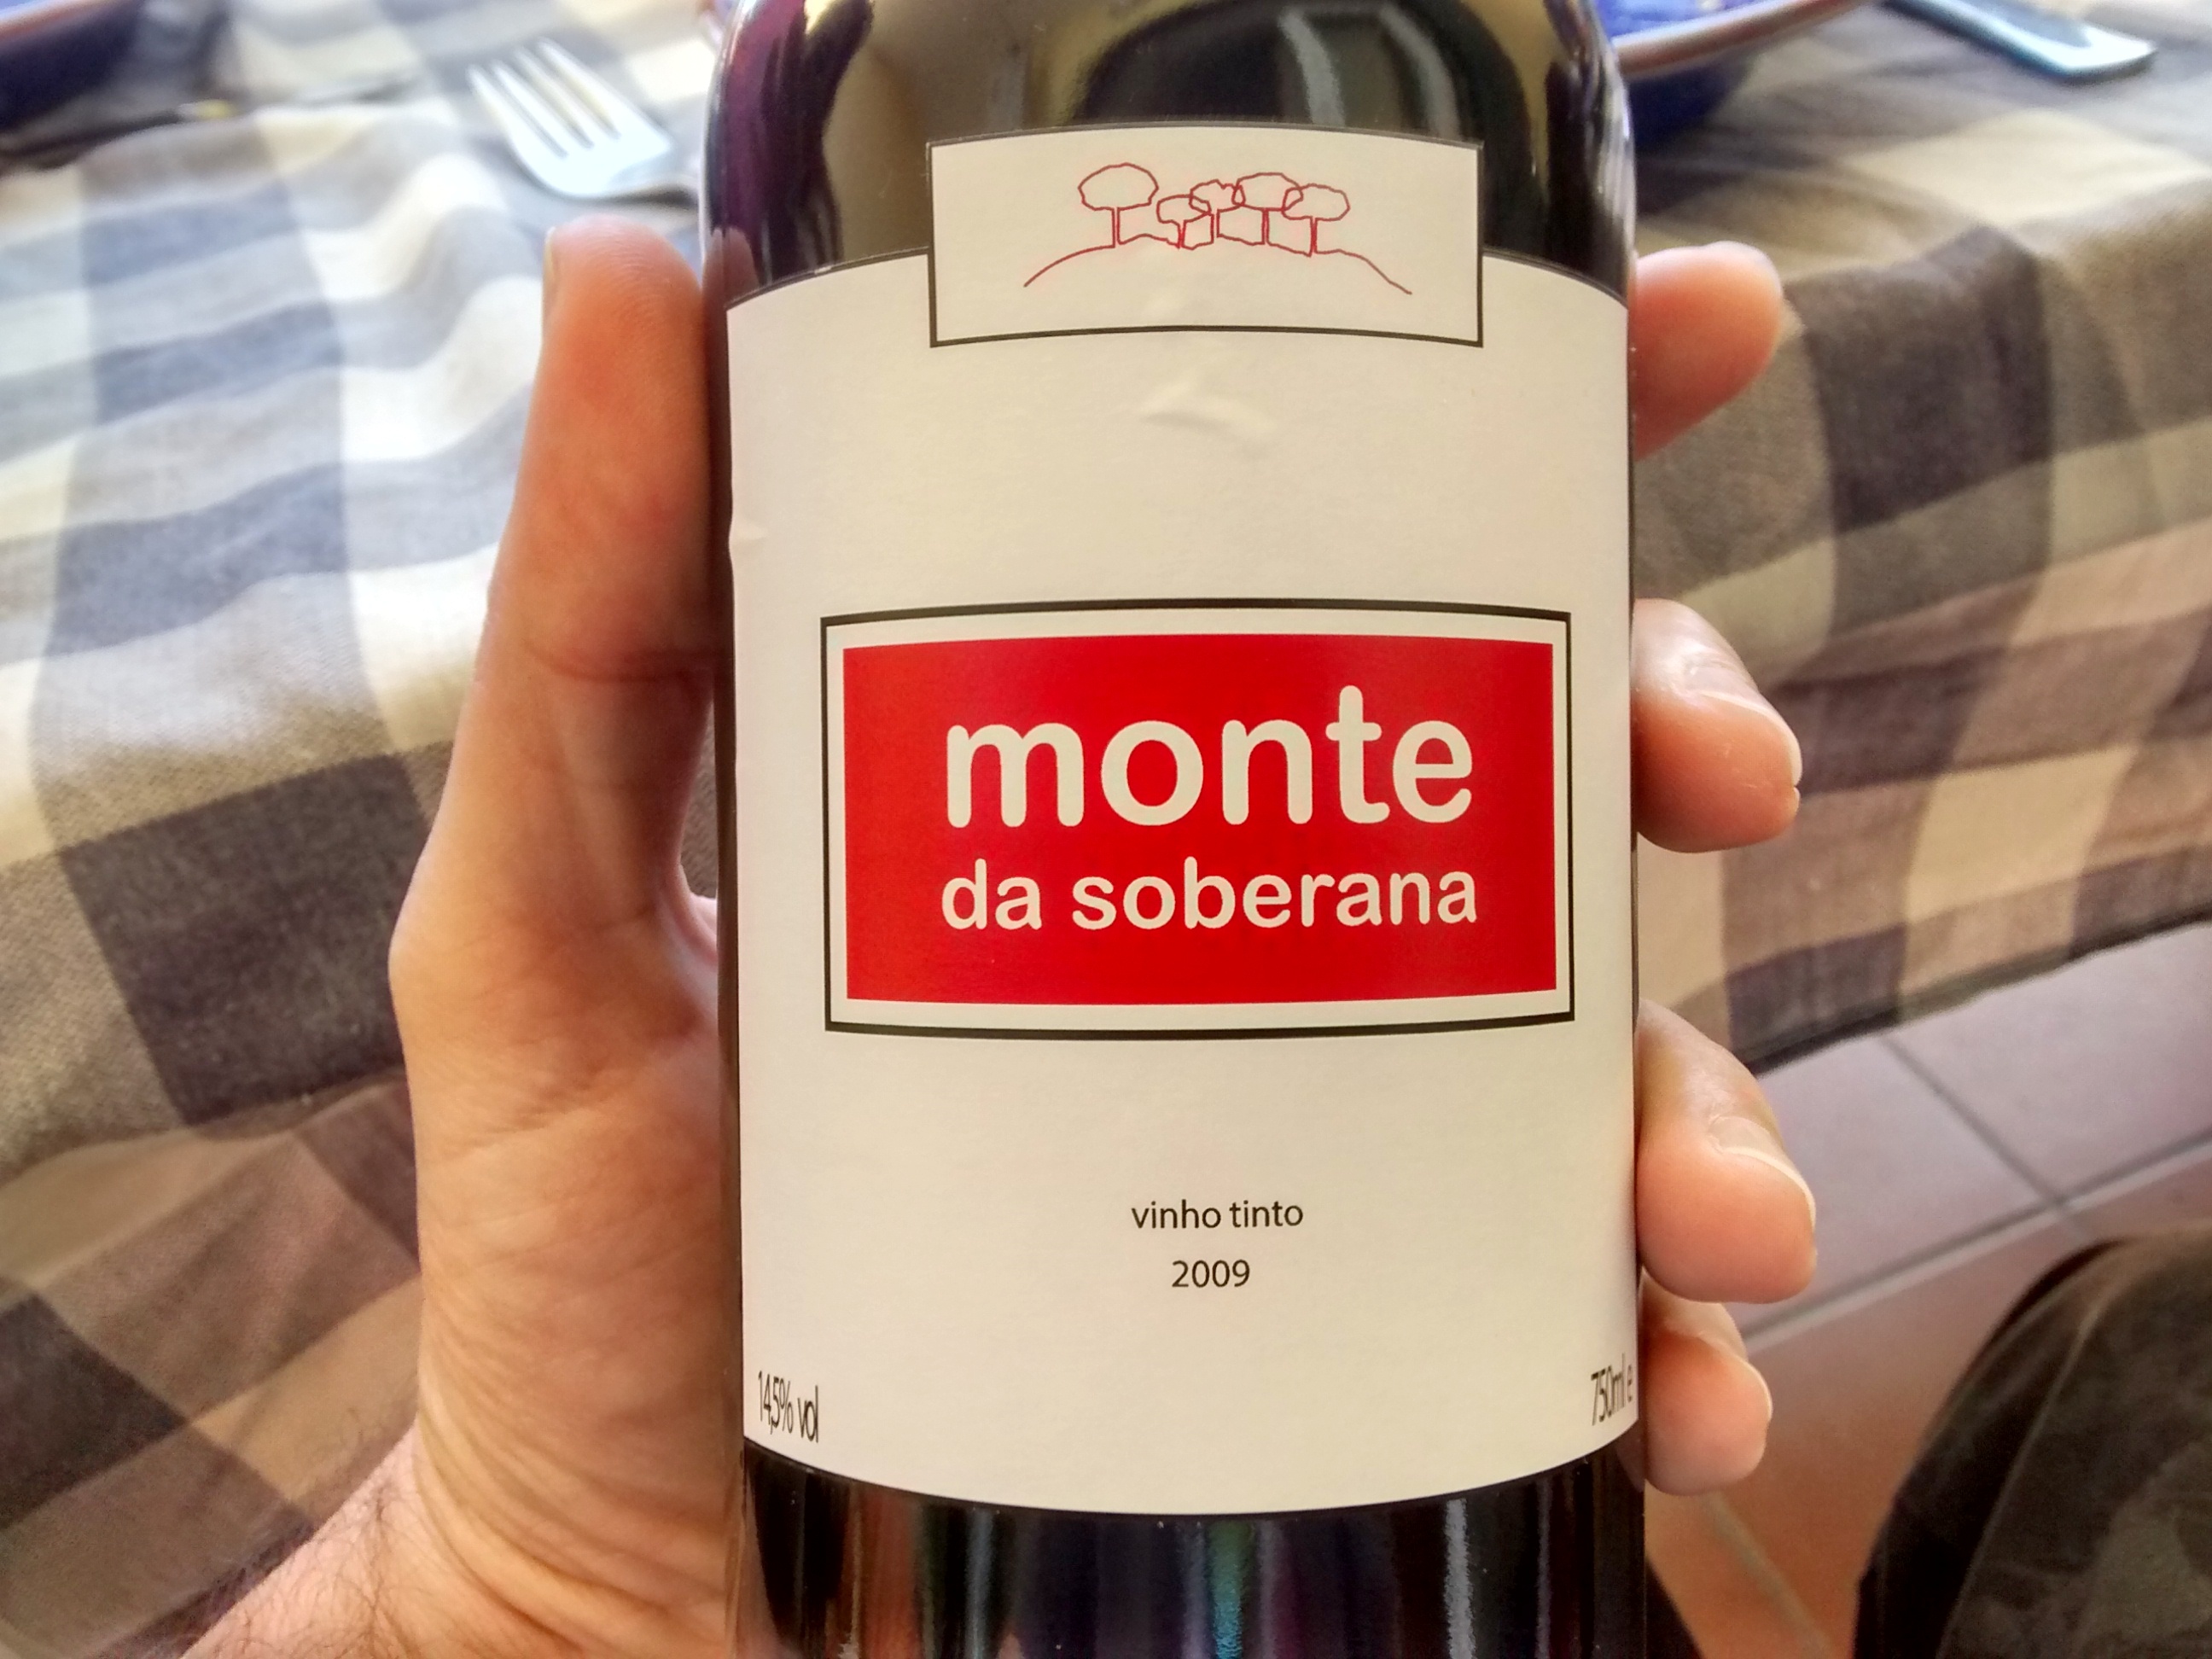 monte
da soberana
vinho tinto
2009
14,5% vol
750ml e